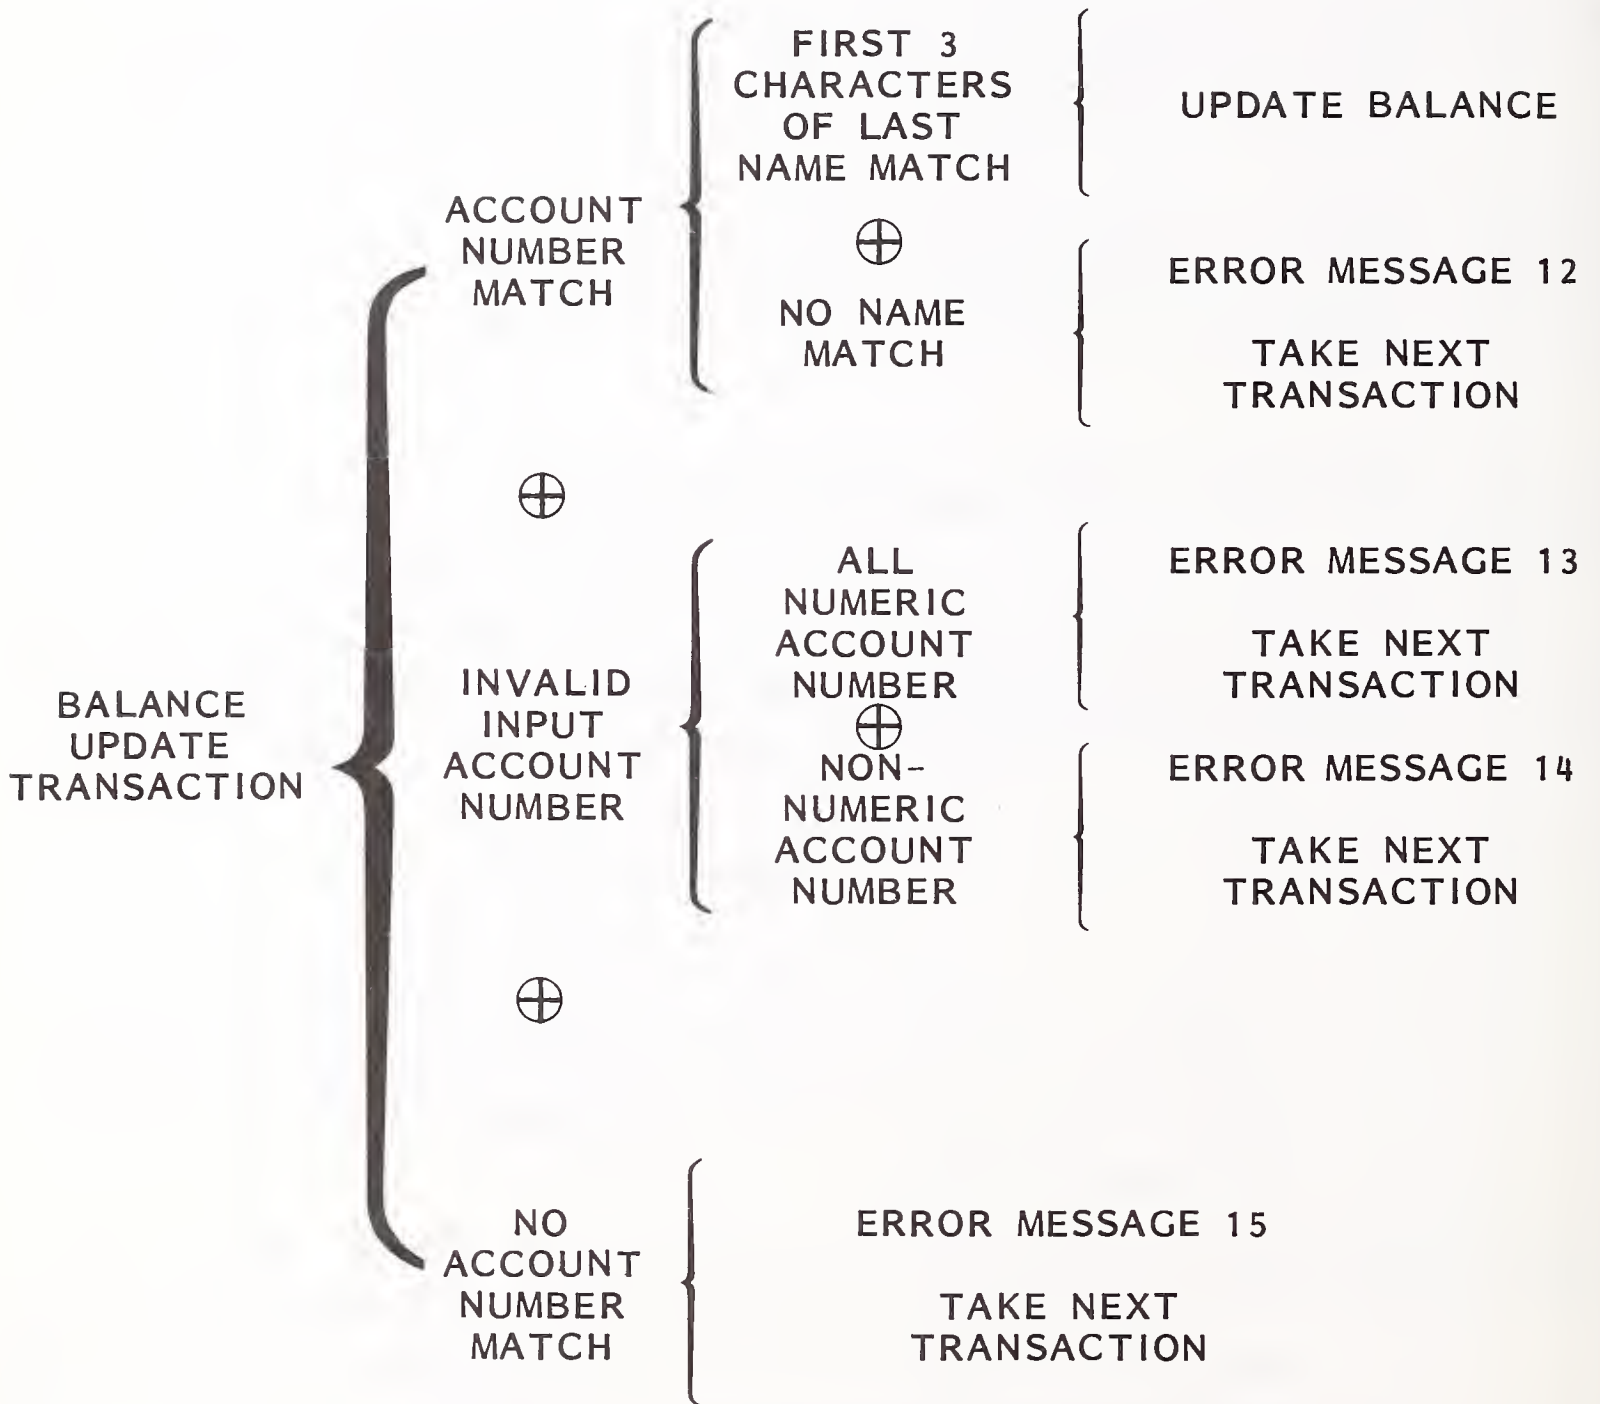 BALANCE
UPDATE
TRANSACTION
ACCOUNT
NUMBER
MATCH
FIRST 3
CHARACTERS
OF LAST
NAME MATCH
UPDATE BALANCE
NO NAME
MATCH
ERROR MESSAGE 12
TAKE NEXT
TRANSACTION
INVALID
INPUT
ACCOUNT
NUMBER
ALL
NUMERIC
ACCOUNT
NUMBER
ERROR MESSAGE 13
TAKE NEXT
TRANSACTION
NON-
NUMERIC
ACCOUNT
NUMBER
ERROR MESSAGE 14
TAKE NEXT
TRANSACTION
NO
ACCOUNT
NUMBER
MATCH
ERROR MESSAGE 15
TAKE NEXT
TRANSACTION